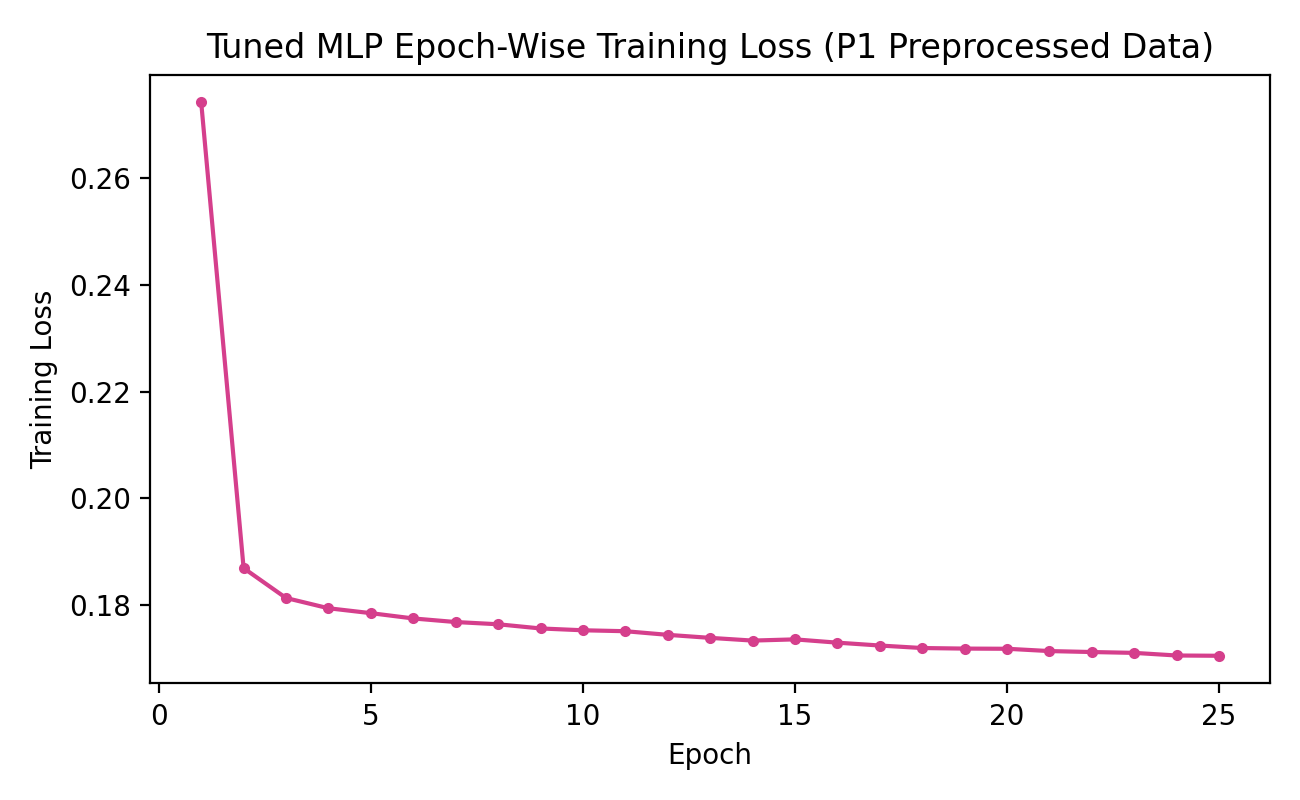 Tuned MLP Epoch-Wise Training Loss (P1 Preprocessed Data)
Training Loss
0.26
0.24
0.22
0.20
0.18
0 5 10 15 20 25
Epoch